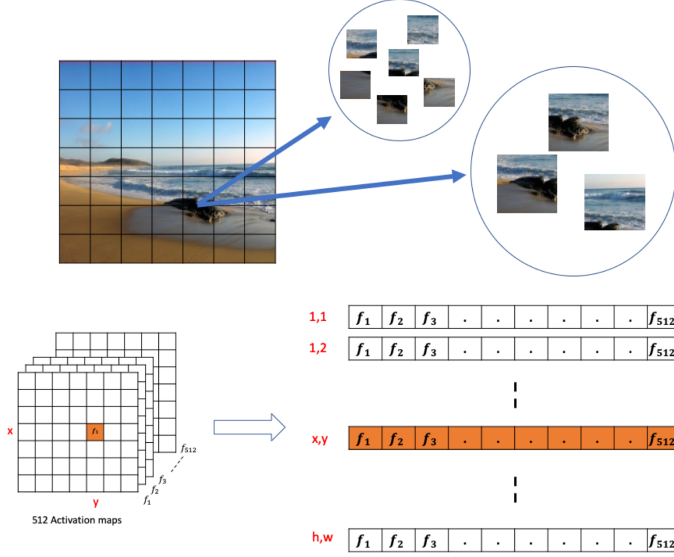 1,1 f₁ f₂ f₃ . . . . . . f₅₁₂
1,2 f₁ f₂ f₃ . . . . . . f₅₁₂
x f₁ f₅₁₂
x,y f₁ f₂ f₃ . . . . . . f₅₁₂
f₃
f₂
y f₁
512 Activation maps
h,w f₁ f₂ f₃ . . . . . . f₅₁₂